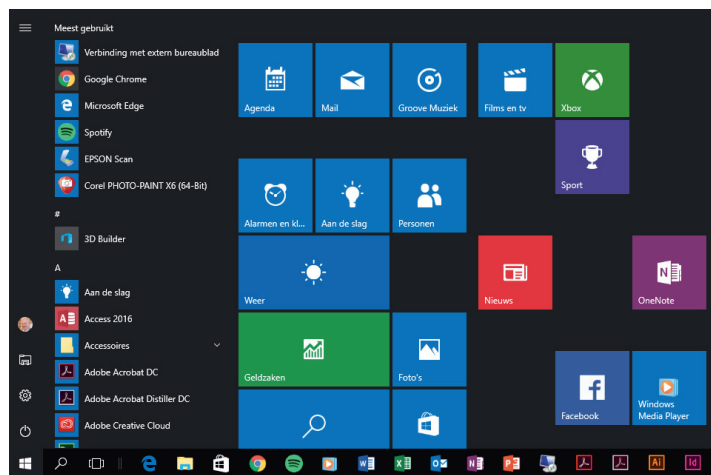 Meest gebruikt
Verbinding met extern bureaublad
Google Chrome
Microsoft Edge
Spotify
EPSON Scan
Corel PHOTO-PAINT X6 (64-Bit)
#
3D Builder
A
Aan de slag
Access 2016
Accessoires
Adobe Acrobat DC
Adobe Acrobat Distiller DC
Adobe Creative Cloud
Agenda
Mail
Groove Muziek
Films en tv
Xbox
Sport
Alarmen en kl...
Aan de slag
Personen
Weer
Nieuws
OneNote
Geldzaken
Foto's
Facebook
Windows
Media Player